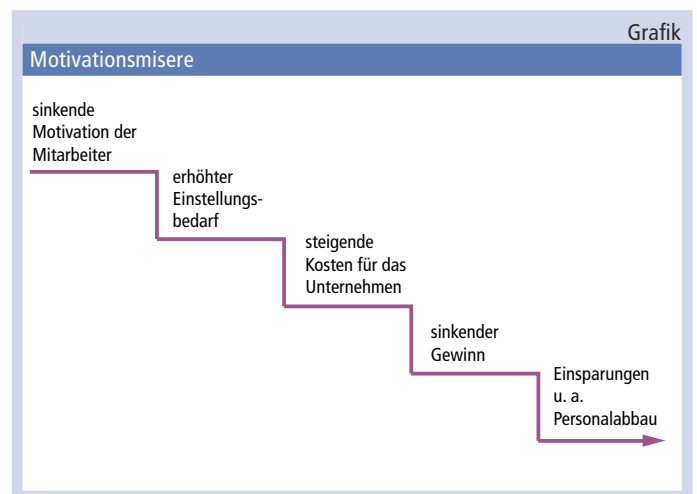 Grafik
Motivationsmisere
sinkende
Motivation der
Mitarbeiter
erhöhter
Einstellungs-
bedarf
steigende
Kosten für das
Unternehmen
sinkender
Gewinn
Einsparungen
u. a.
Personalabbau